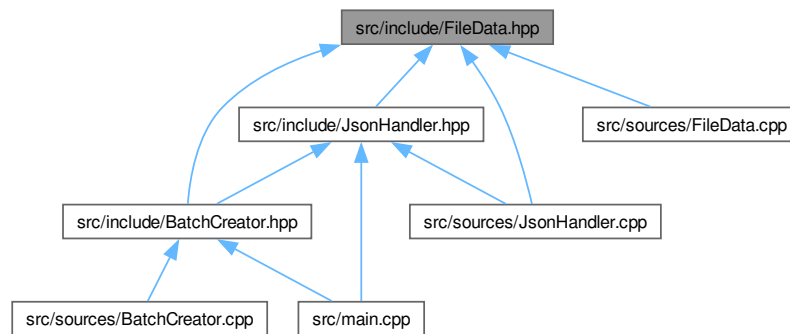 src/include/FileData.hpp
src/include/JsonHandler.hpp
src/sources/FileData.cpp
src/include/BatchCreator.hpp
src/sources/JsonHandler.cpp
src/sources/BatchCreator.cpp
src/main.cpp